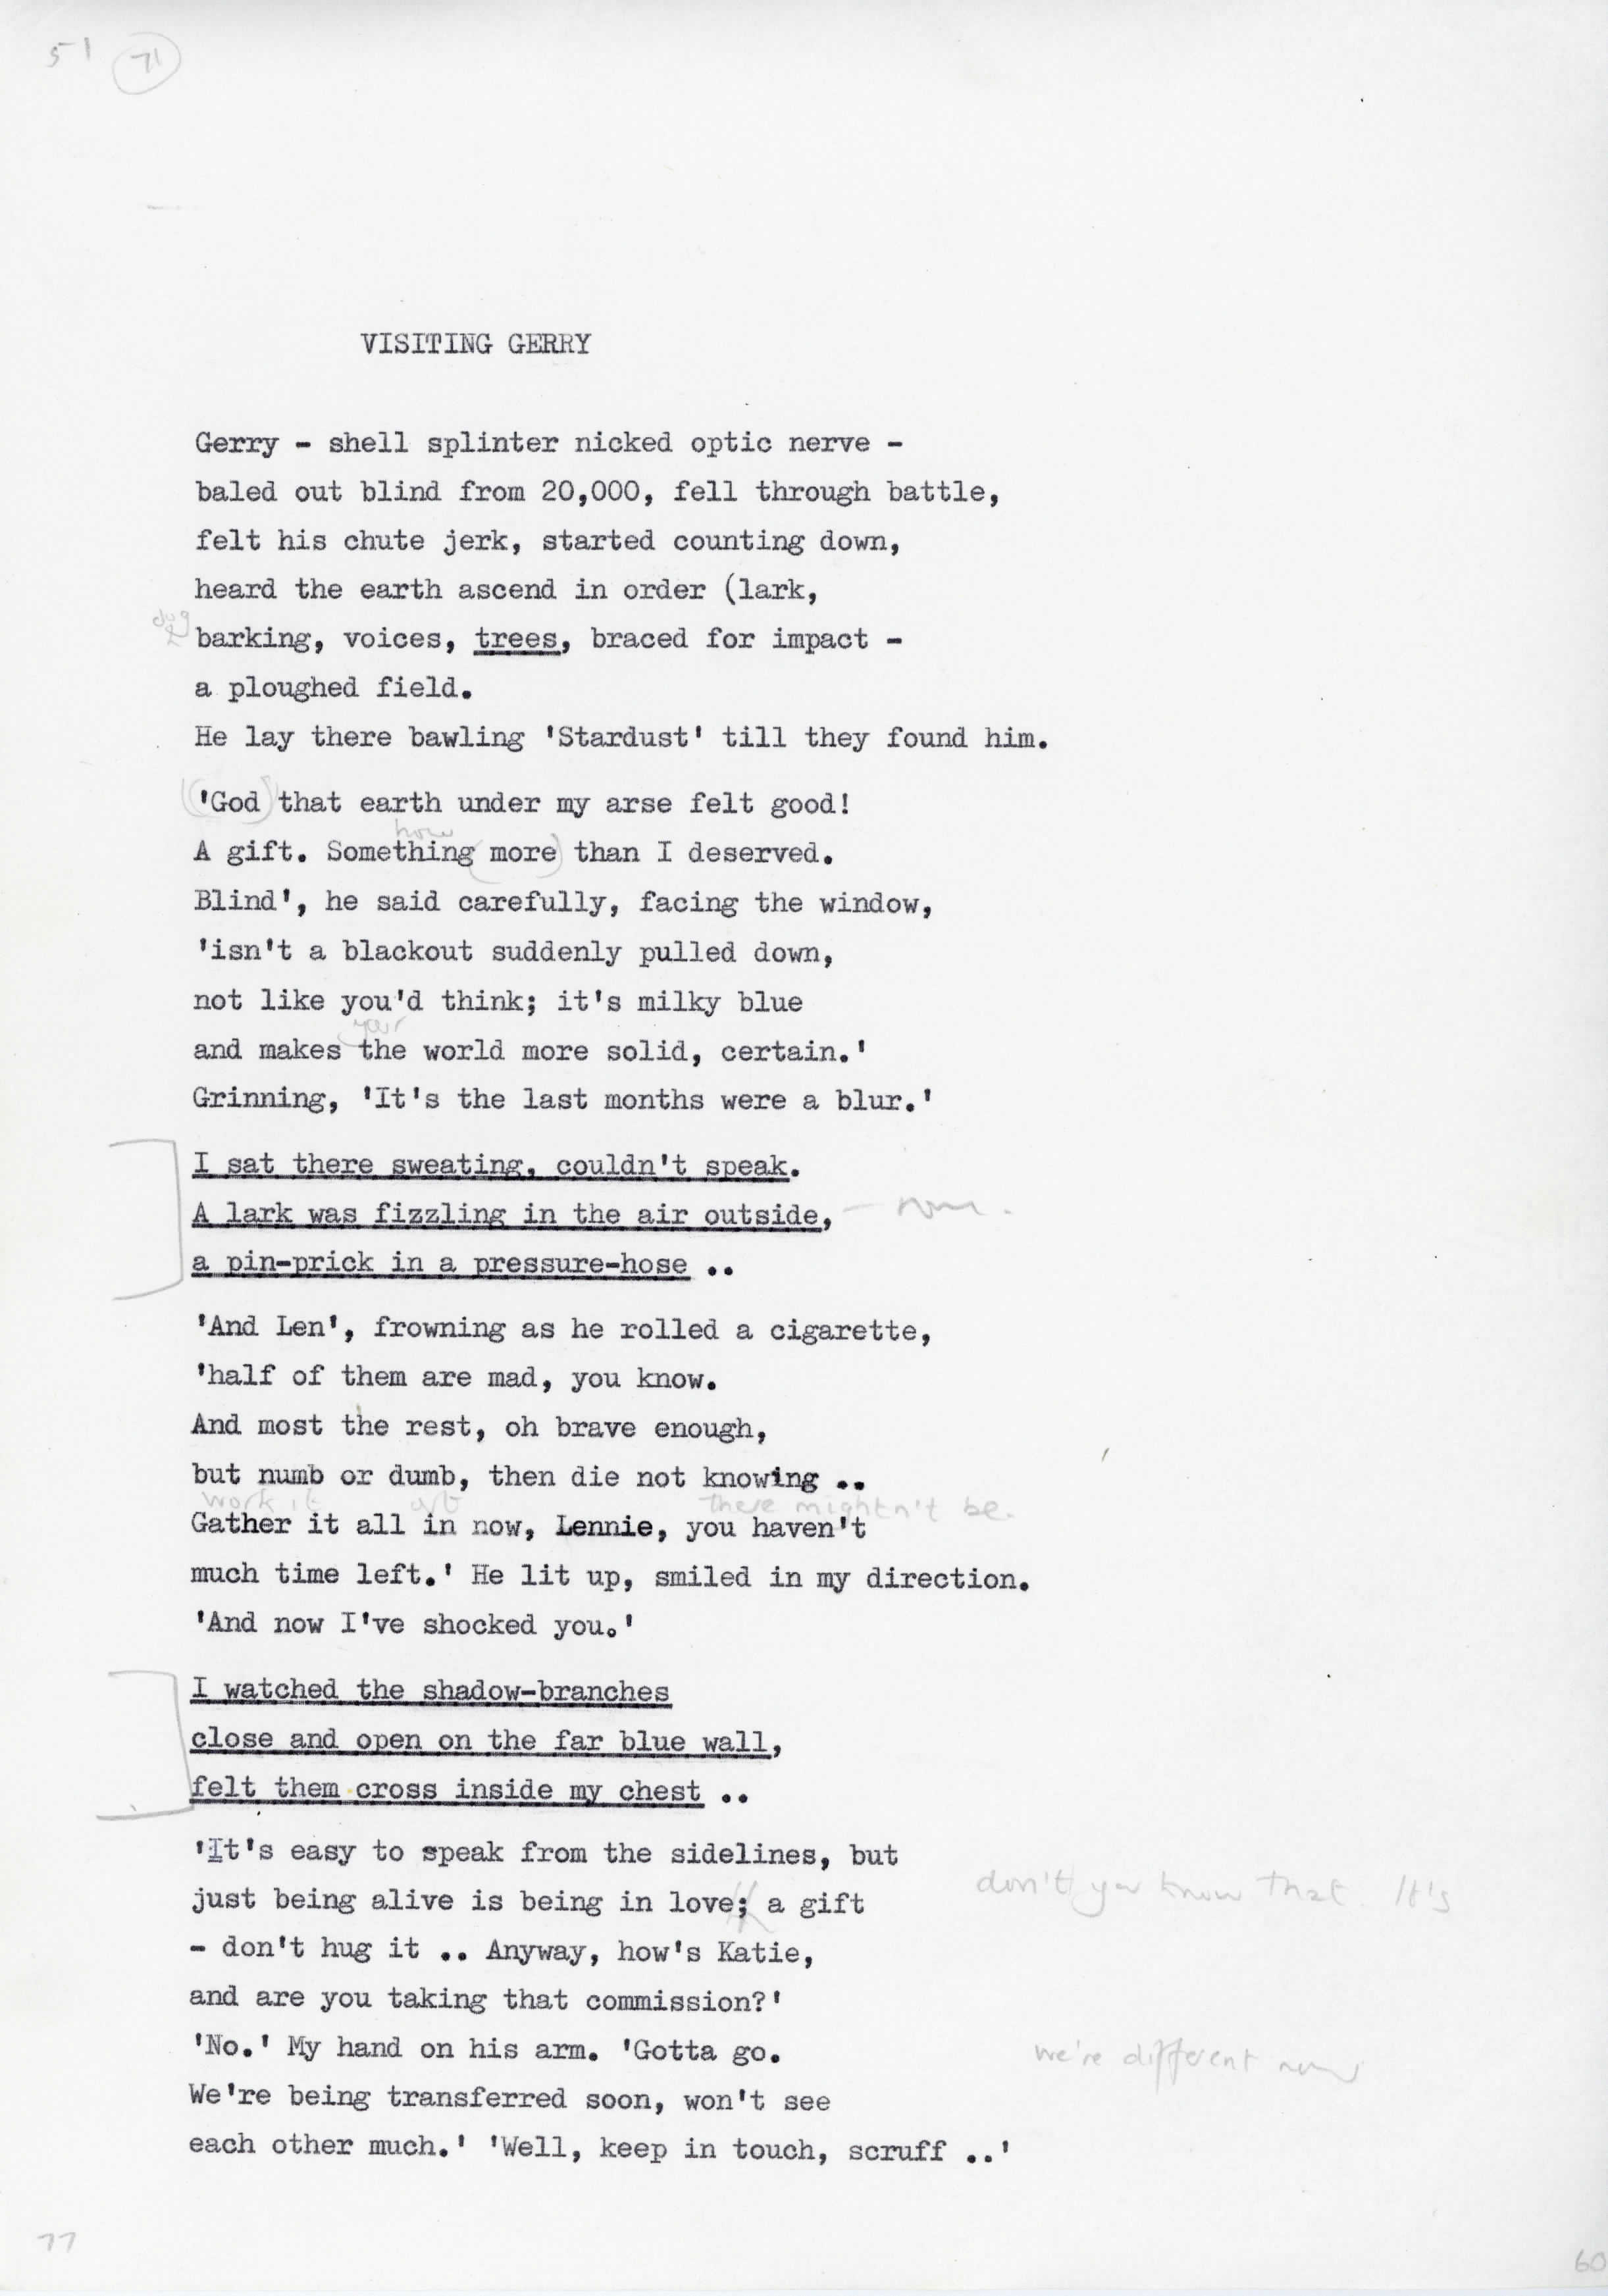 51 71
VISITING GERRY
Gerry - shell splinter nicked optic nerve -
baled out blind from 20,000, fell through battle,
felt his chute jerk, started counting down,
heard the earth ascend in order (lark,
dog
barking, voices, trees, braced for impact -
a ploughed field.
He lay there bawling 'Stardust' till they found him.
'God that earth under my arse felt good!
how
A gift. Something more than I deserved.
Blind', he said carefully, facing the window,
'isn't a blackout suddenly pulled down,
not like you'd think; it's milky blue
your
and makes the world more solid, certain.'
Grinning, 'It's the last months were a blur.'
I sat there sweating, couldn't speak.
A lark was fizzling in the air outside,
a pin-prick in a pressure-hose ..
'And Len', frowning as he rolled a cigarette,
'half of them are mad, you know.
And most the rest, oh brave enough,
but numb or dumb, then die not knowing ..
work it out there mightn't be.
Gather it all in now, Lennie, you haven't
much time left.' He lit up, smiled in my direction.
'And now I've shocked you.'
I watched the shadow-branches
close and open on the far blue wall,
felt them cross inside my chest ..
'It's easy to speak from the sidelines, but
don't you know that. It's
just being alive is being in love; a gift
- don't hug it .. Anyway, how's Katie,
and are you taking that commission?'
'No.' My hand on his arm. 'Gotta go.
we're different now
We're being transferred soon, won't see
each other much.' 'Well, keep in touch, scruff ..'
77
60